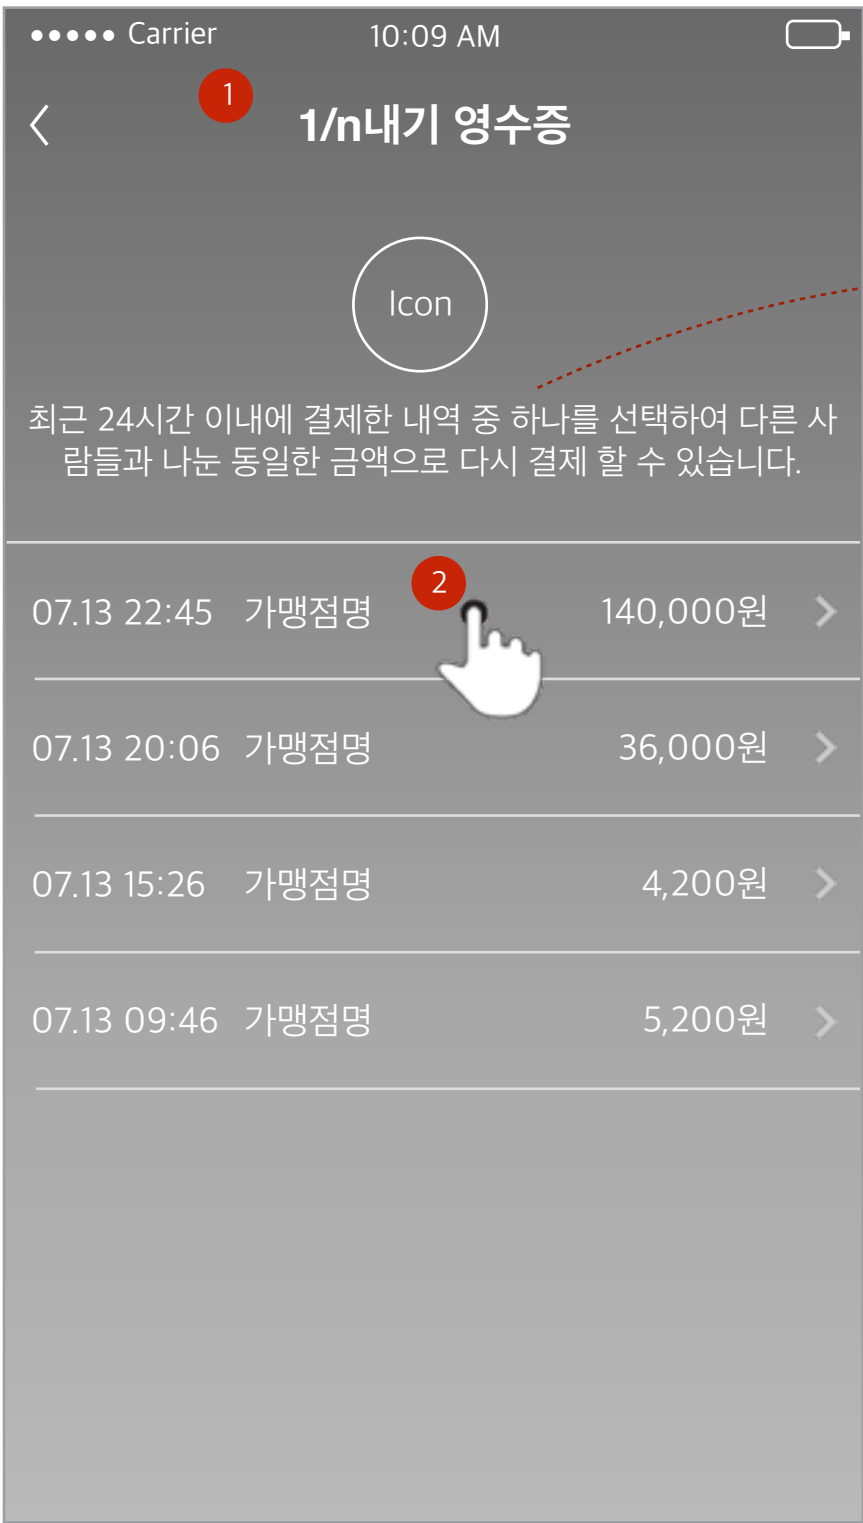 Carrier 10:09 AM
1
1/n내기 영수증
Icon
최근 24시간 이내에 결제한 내역 중 하나를 선택하여 다른 사
람들과 나눈 동일한 금액으로 다시 결제 할 수 있습니다.
2
07.13 22:45 가맹점명 140,000원
07.13 20:06 가맹점명 36,000원
07.13 15:26 가맹점명 4,200원
07.13 09:46 가맹점명 5,200원